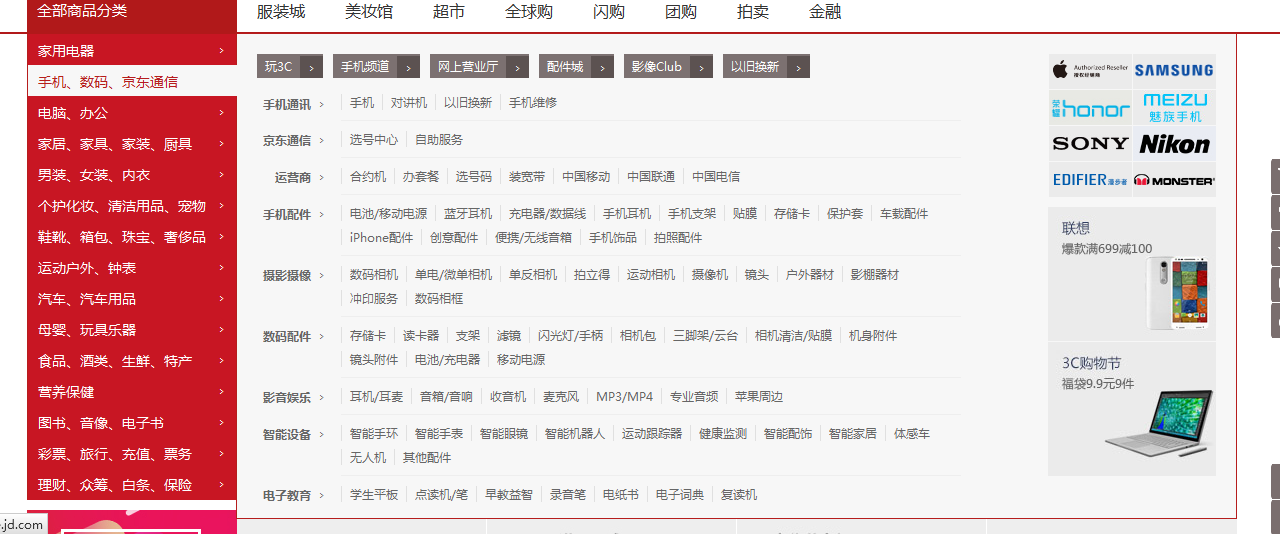 全部商品分类
服装城 美妆馆 超市 全球购 闪购 团购 拍卖 金融
家用电器 >
手机、数码、京东通信
电脑、办公 >
家居、家具、家装、厨具 >
男装、女装、内衣 >
个护化妆、清洁用品、宠物 >
鞋靴、箱包、珠宝、奢侈品 >
运动户外、钟表 >
汽车、汽车用品 >
母婴、玩具乐器 >
食品、酒类、生鲜、特产 >
营养保健 >
图书、音像、电子书 >
彩票、旅行、充值、票务 >
理财、众筹、白条、保险 >
玩3C > 手机频道 > 网上营业厅 > 配件城 > 影像Club > 以旧换新 >
手机通讯 > 手机 对讲机 以旧换新 手机维修
京东通信 > 选号中心 自助服务
运营商 > 合约机 办套餐 选号码 装宽带 中国移动 中国联通 中国电信
手机配件 > 电池/移动电源 蓝牙耳机 充电器/数据线 手机耳机 手机支架 贴膜 存储卡 保护套 车载配件
iPhone配件 创意配件 便携/无线音箱 手机饰品 拍照配件
摄影摄像 > 数码相机 单电/微单相机 单反相机 拍立得 运动相机 摄像机 镜头 户外器材 影棚器材
冲印服务 数码相框
数码配件 > 存储卡 读卡器 支架 滤镜 闪光灯/手柄 相机包 三脚架/云台 相机清洁/贴膜 机身附件
镜头附件 电池/充电器 移动电源
影音娱乐 > 耳机/耳麦 音箱/音响 收音机 麦克风 MP3/MP4 专业音频 苹果周边
智能设备 > 智能手环 智能手表 智能眼镜 智能机器人 运动跟踪器 健康监测 智能配饰 智能家居 体感车
无人机 其他配件
电子教育 > 学生平板 点读机/笔 早教益智 录音笔 电纸书 电子词典 复读机
Authorized Reseller
授权经销商
SAMSUNG
荣耀 honor
MEIZU
魅族手机
SONY
Nikon
EDIFIER 漫步者
MONSTER
联想
爆款满699减100
3C购物节
福袋9.9元9件
.jd.com